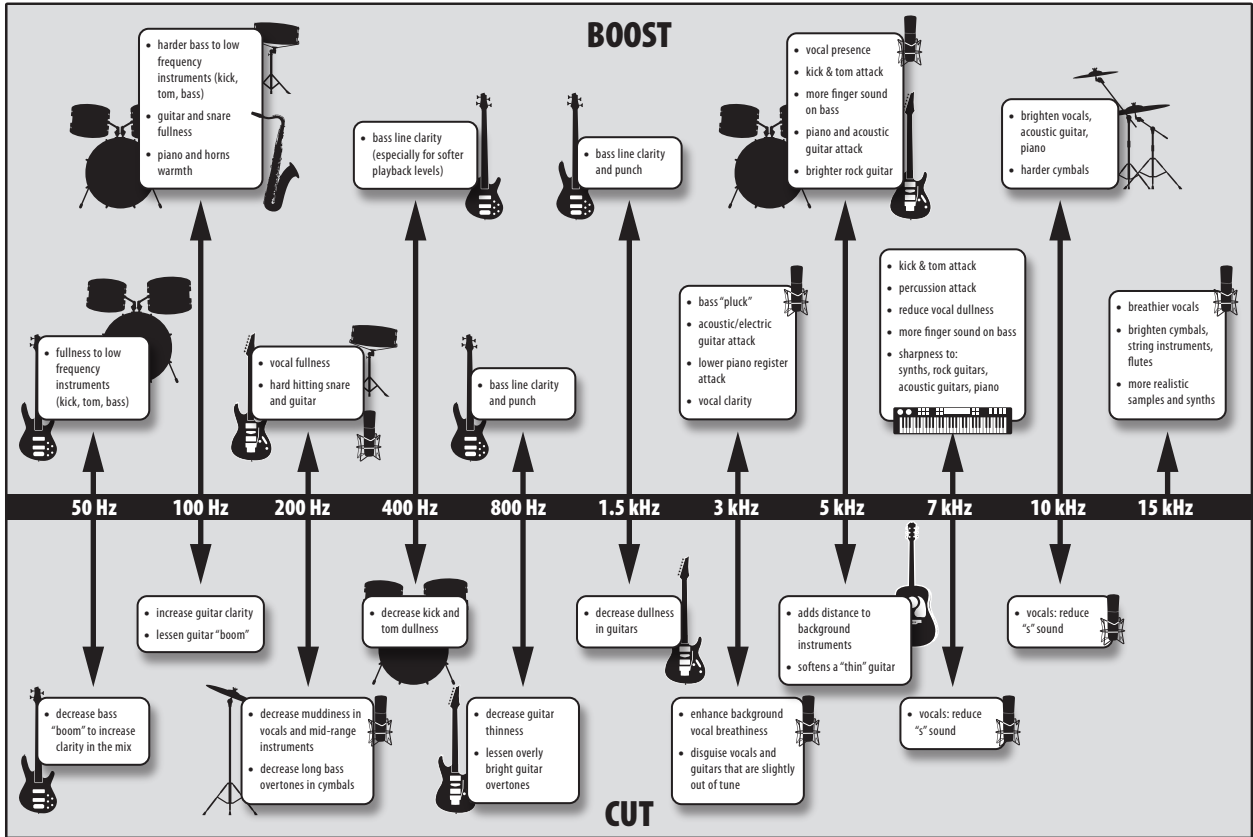 BOOST
• harder bass to low
frequency
instruments (kick,
tom, bass)
• guitar and snare
fullness
• piano and horns
warmth
• bass line clarity
(especially for softer
playback levels)
• bass line clarity
and punch
• vocal presence
• kick & tom attack
• more finger sound
on bass
• piano and acoustic
guitar attack
• brighter rock guitar
• brighten vocals,
acoustic guitar,
piano
• harder cymbals
• fullness to low
frequency
instruments
(kick, tom, bass)
• vocal fullness
• hard hitting snare
and guitar
• bass line clarity
and punch
• bass “pluck”
• acoustic/electric
guitar attack
• lower piano register
attack
• vocal clarity
• kick & tom attack
• percussion attack
• reduce vocal dullness
• more finger sound on bass
• sharpness to:
synths, rock guitars,
acoustic guitars, piano
• breathier vocals
• brighten cymbals,
string instruments,
flutes
• more realistic
samples and synths
50 Hz 100 Hz 200 Hz 400 Hz 800 Hz 1.5 kHz 3 kHz 5 kHz 7 kHz 10 kHz 15 kHz
• increase guitar clarity
• lessen guitar “boom”
• decrease kick and
tom dullness
• decrease dullness
in guitars
• adds distance to
background
instruments
• softens a “thin” guitar
• vocals: reduce
“s” sound
• decrease bass
“boom” to increase
clarity in the mix
• decrease muddiness in
vocals and mid-range
instruments
• decrease long bass
overtones in cymbals
• decrease guitar
thinness
• lessen overly
bright guitar
overtones
• enhance background
vocal breathiness
• disguise vocals and
guitars that are slightly
out of tune
• vocals: reduce
“s” sound
CUT